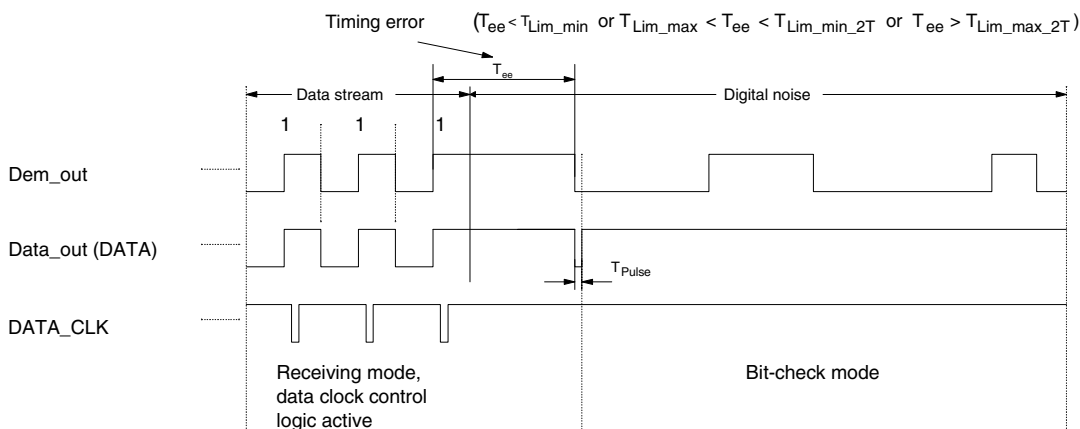 Timing error (Tee < TLim_min or TLim_max < Tee < TLim_min_2T or Tee > TLim_max_2T)
Tee
Data stream Digital noise
1 1 1
Dem_out
Data_out (DATA)
TPulse
DATA_CLK
Receiving mode, Bit-check mode
data clock control
logic active